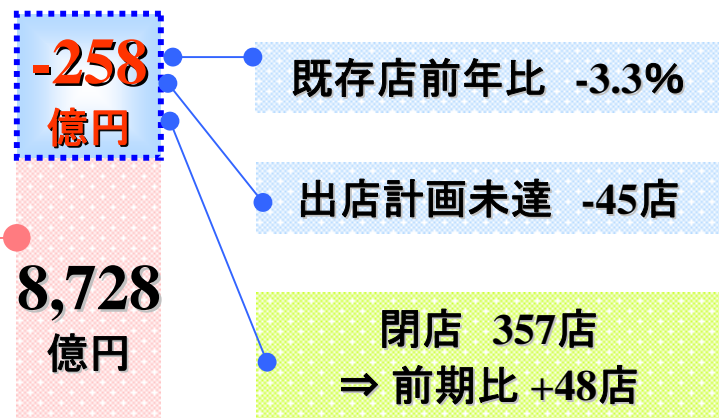 -258
億円
8,728
億円
既存店前年比 -3.3%
出店計画未達 -45店
閉店 357店
⇒ 前期比 +48店